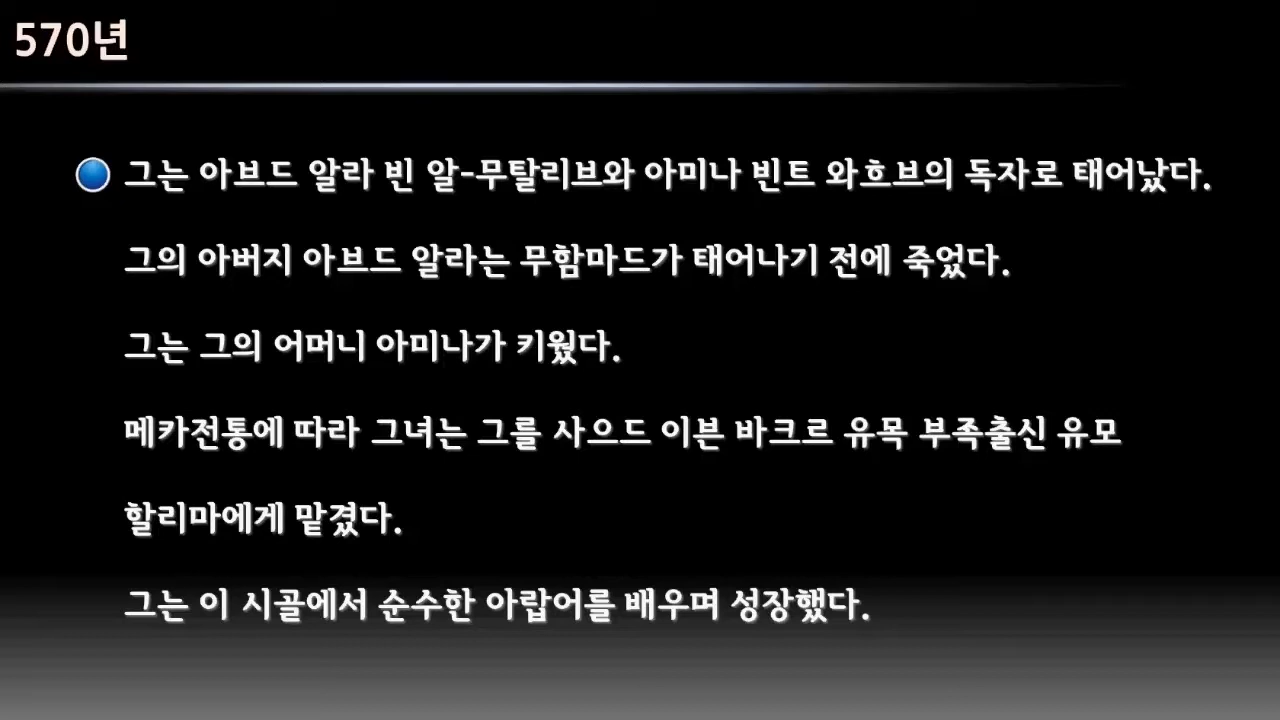 570년
그는 아브드 알라 빈 알-무탈리브와 아미나 빈트 와흐브의 독자로 태어났다.
그의 아버지 아브드 알라는 무함마드가 태어나기 전에 죽었다.
그는 그의 어머니 아미나가 키웠다.
메카전통에 따라 그녀는 그를 사으드 이븐 바크르 유목 부족출신 유모
할리마에게 맡겼다.
그는 이 시골에서 순수한 아랍어를 배우며 성장했다.